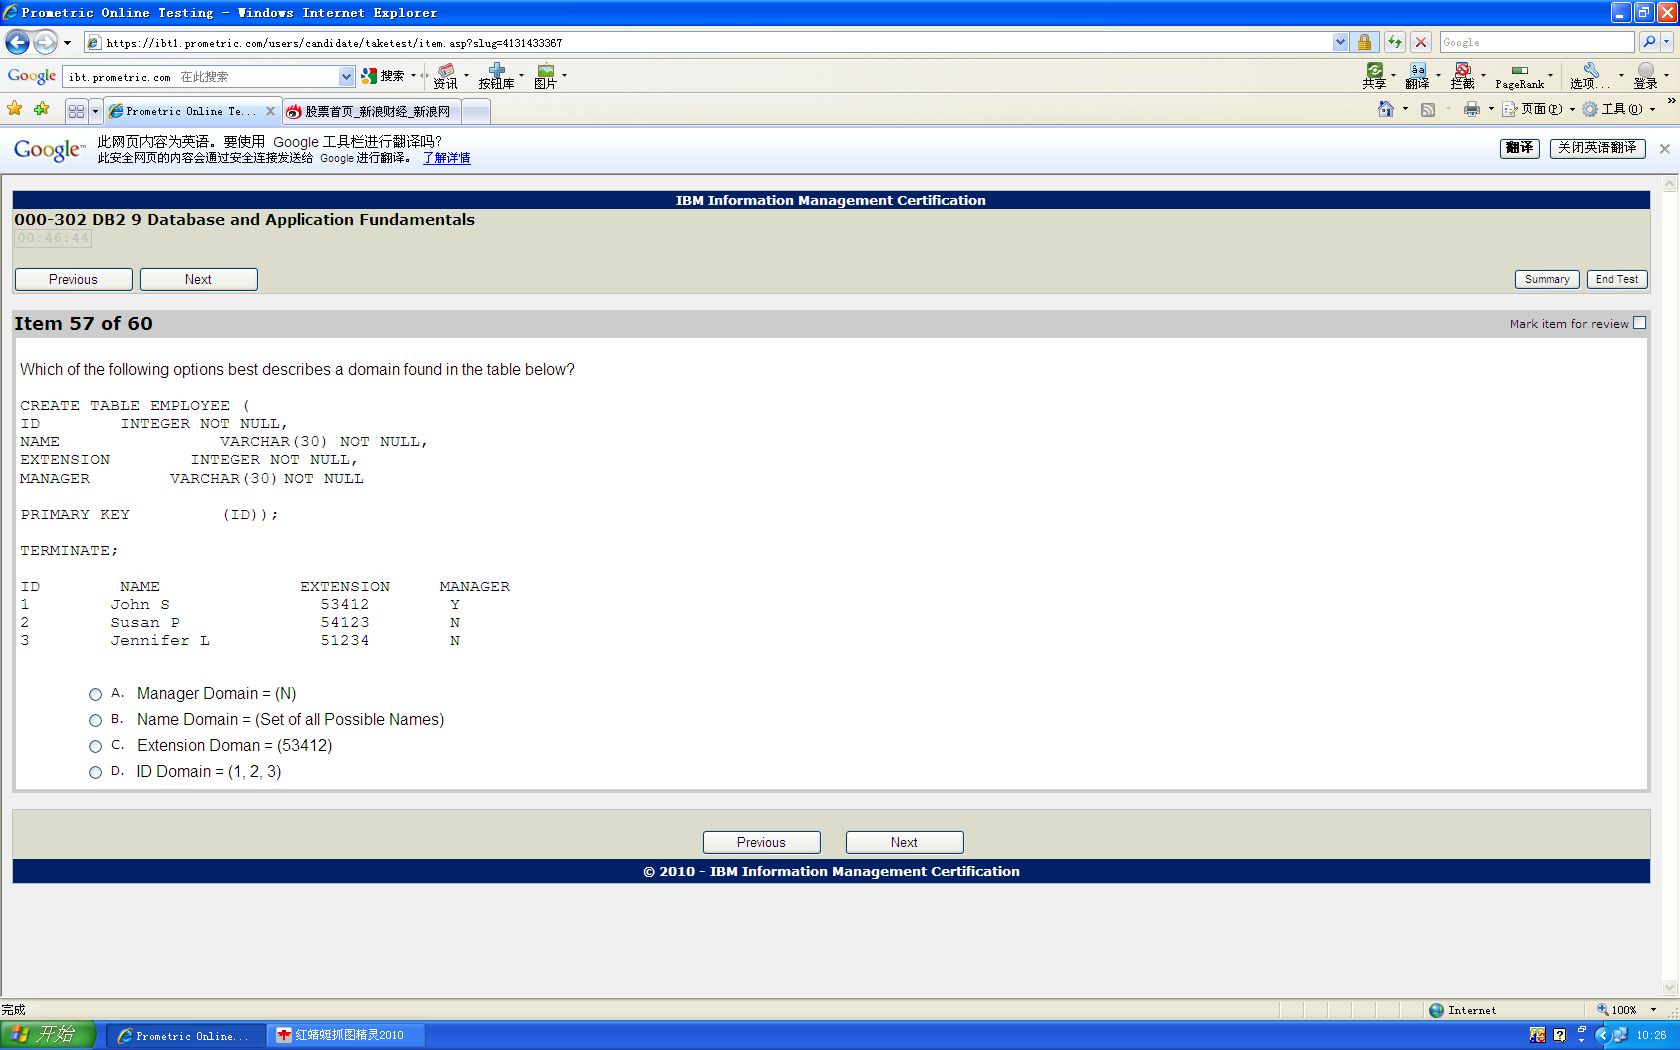 Prometric Online Testing - Windows Internet Explorer
https://ibt1.prometric.com/users/candidate/taketest/item.asp?slug=4131433367
Google
Google ibt.prometric.com 在此搜索 搜索 资讯 按钮库 图片 共享 翻译 拦截 PageRank 选项... 登录
Prometric Online Te... 股票首页_新浪财经_新浪网 页面(P) 工具(O)
Google 此网页内容为英语。要使用 Google 工具栏进行翻译吗? 翻译 关闭英语翻译
此安全网页的内容会通过安全连接发送给 Google 进行翻译。 了解详情
IBM Information Management Certification
000-302 DB2 9 Database and Application Fundamentals
00:46:44
Previous Next Summary End Test
Item 57 of 60 Mark item for review
Which of the following options best describes a domain found in the table below?
CREATE TABLE EMPLOYEE (
ID INTEGER NOT NULL,
NAME VARCHAR(30) NOT NULL,
EXTENSION INTEGER NOT NULL,
MANAGER VARCHAR(30) NOT NULL
PRIMARY KEY (ID));
TERMINATE;
ID NAME EXTENSION MANAGER
1 John S 53412 Y
2 Susan P 54123 N
3 Jennifer L 51234 N
A. Manager Domain = (N)
B. Name Domain = (Set of all Possible Names)
C. Extension Doman = (53412)
D. ID Domain = (1, 2, 3)
Previous Next
© 2010 - IBM Information Management Certification
完成 Internet 100%
开始 Prometric Online... 红蜻蜓抓图精灵2010 10:26